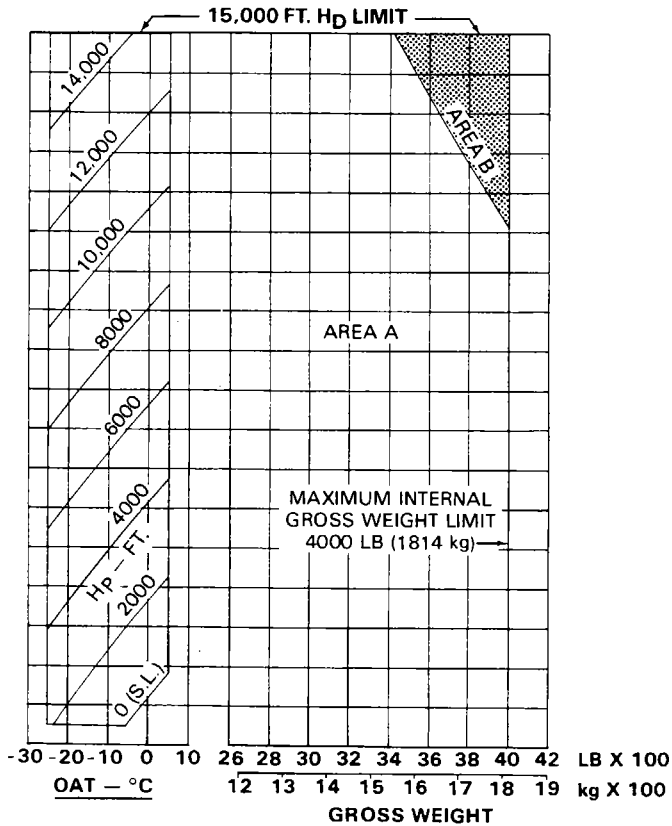 15,000 FT. HD LIMIT
14,000
12,000
10,000
8000
6000
4000
HP – FT.
2000
0 (S.L.)
AREA B
AREA A
MAXIMUM INTERNAL
GROSS WEIGHT LIMIT
4000 LB (1814 kg)
-30 -20 -10 0 10
26 28 30 32 34 36 38 40 42 LB X 100
OAT – °C
12 13 14 15 16 17 18 19 kg X 100
GROSS WEIGHT